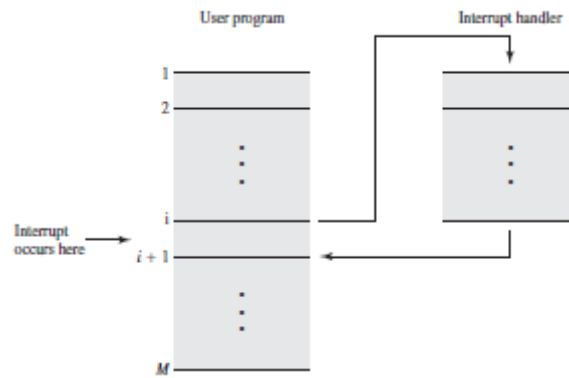 User program
Interrupt handler
1
2
i
Interrupt
occurs here
i + 1
M